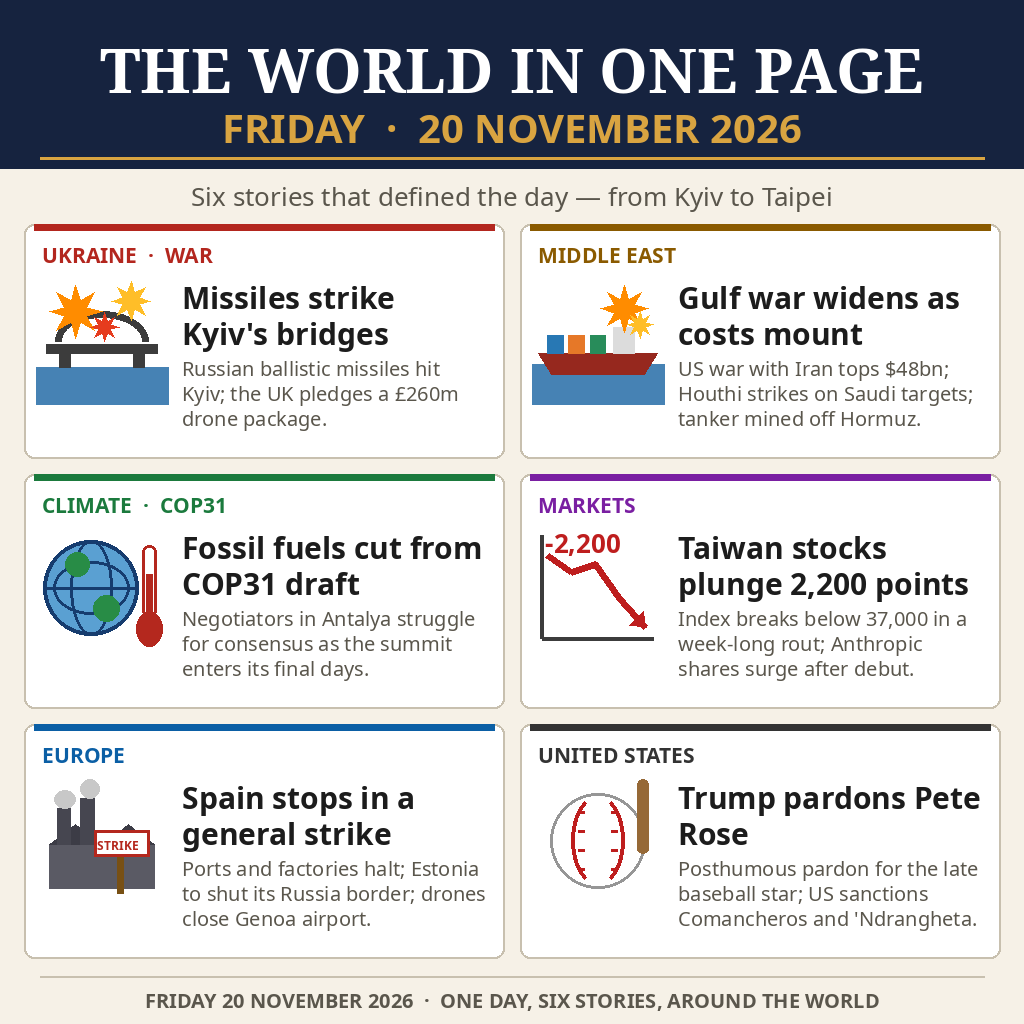 THE WORLD IN ONE PAGE
FRIDAY · 20 NOVEMBER 2026
Six stories that defined the day — from Kyiv to Taipei
UKRAINE · WAR
Missiles strike
Kyiv's bridges
Russian ballistic missiles hit
Kyiv; the UK pledges a £260m
drone package.
MIDDLE EAST
Gulf war widens as
costs mount
US war with Iran tops $48bn;
Houthi strikes on Saudi targets;
tanker mined off Hormuz.
CLIMATE · COP31
Fossil fuels cut from
COP31 draft
Negotiators in Antalya struggle
for consensus as the summit
enters its final days.
MARKETS
-2,200
Taiwan stocks
plunge 2,200 points
Index breaks below 37,000 in a
week-long rout; Anthropic
shares surge after debut.
EUROPE
STRIKE
Spain stops in a
general strike
Ports and factories halt; Estonia
to shut its Russia border; drones
close Genoa airport.
UNITED STATES
Trump pardons Pete
Rose
Posthumous pardon for the late
baseball star; US sanctions
Comancheros and 'Ndrangheta.
FRIDAY 20 NOVEMBER 2026 · ONE DAY, SIX STORIES, AROUND THE WORLD